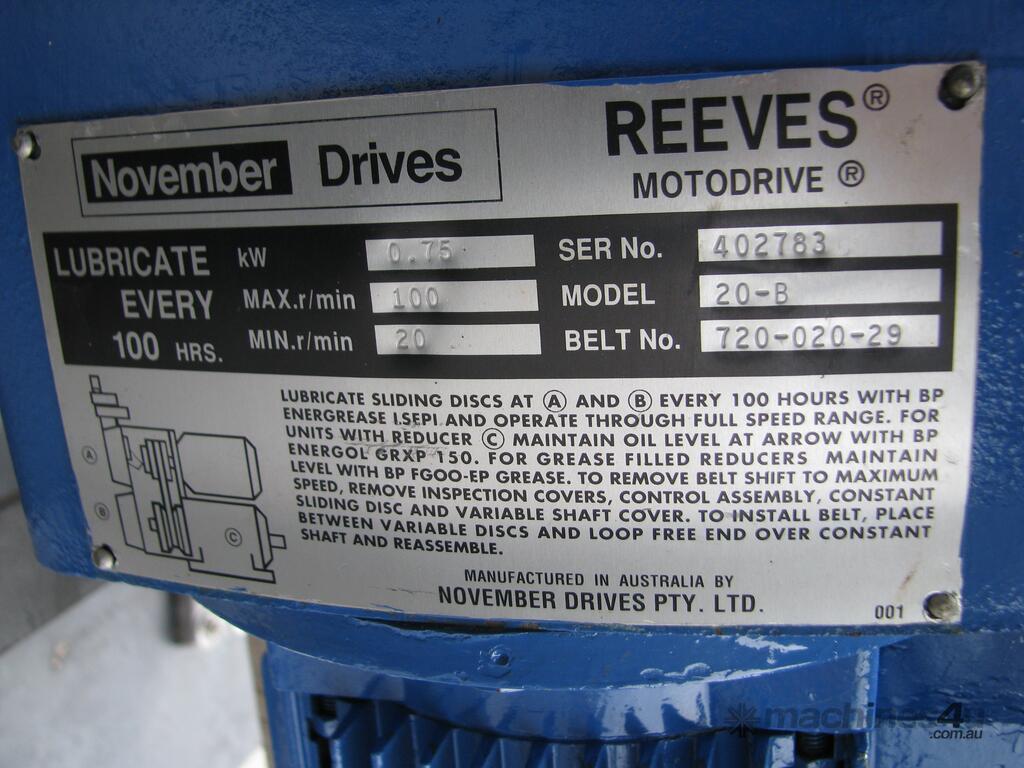 November Drives
REEVES®
MOTODRIVE®
LUBRICATE
EVERY
100 HRS.
kW 0.75
MAX.r/min 100
MIN.r/min 20
SER No. 402783
MODEL 20-B
BELT No. 720-020-29
LUBRICATE SLIDING DISCS AT Ⓐ AND Ⓑ EVERY 100 HOURS WITH BP
ENERGREASE I.SEPI AND OPERATE THROUGH FULL SPEED RANGE. FOR
UNITS WITH REDUCER Ⓒ MAINTAIN OIL LEVEL AT ARROW WITH BP
ENERGOL GRXP 150. FOR GREASE FILLED REDUCERS MAINTAIN
LEVEL WITH BP FGOO-EP GREASE. TO REMOVE BELT SHIFT TO MAXIMUM
SPEED, REMOVE INSPECTION COVERS, CONTROL ASSEMBLY, CONSTANT
SLIDING DISC AND VARIABLE SHAFT COVER. TO INSTALL BELT, PLACE
BETWEEN VARIABLE DISCS AND LOOP FREE END OVER CONSTANT
SHAFT AND REASSEMBLE.
Ⓐ
Ⓑ
Ⓒ
MANUFACTURED IN AUSTRALIA BY
NOVEMBER DRIVES PTY. LTD.
001
machines4u
.com.au